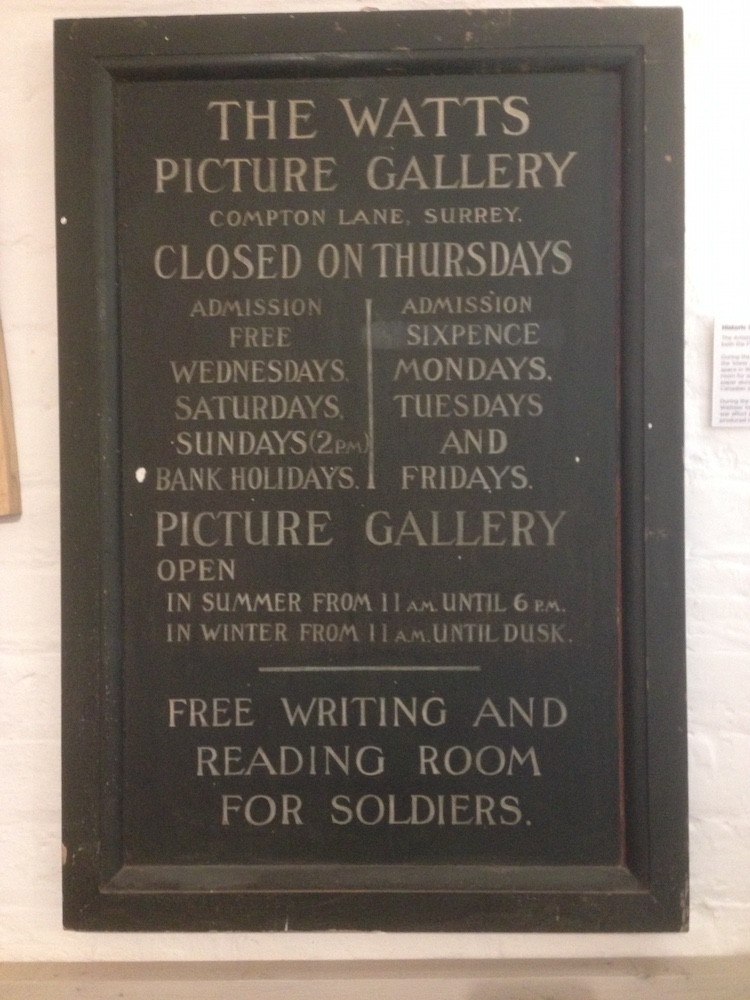 THE WATTS
PICTURE GALLERY
COMPTON LANE, SURREY.
CLOSED ON THURSDAYS
ADMISSION
FREE
WEDNESDAYS.
SATURDAYS.
SUNDAYS (2 P.M.)
BANK HOLIDAYS.
ADMISSION
SIXPENCE
MONDAYS.
TUESDAYS
AND
FRIDAYS.
PICTURE GALLERY
OPEN
IN SUMMER FROM 11 A.M. UNTIL 6 P.M.
IN WINTER FROM 11 A.M. UNTIL DUSK.
FREE WRITING AND
READING ROOM
FOR SOLDIERS.